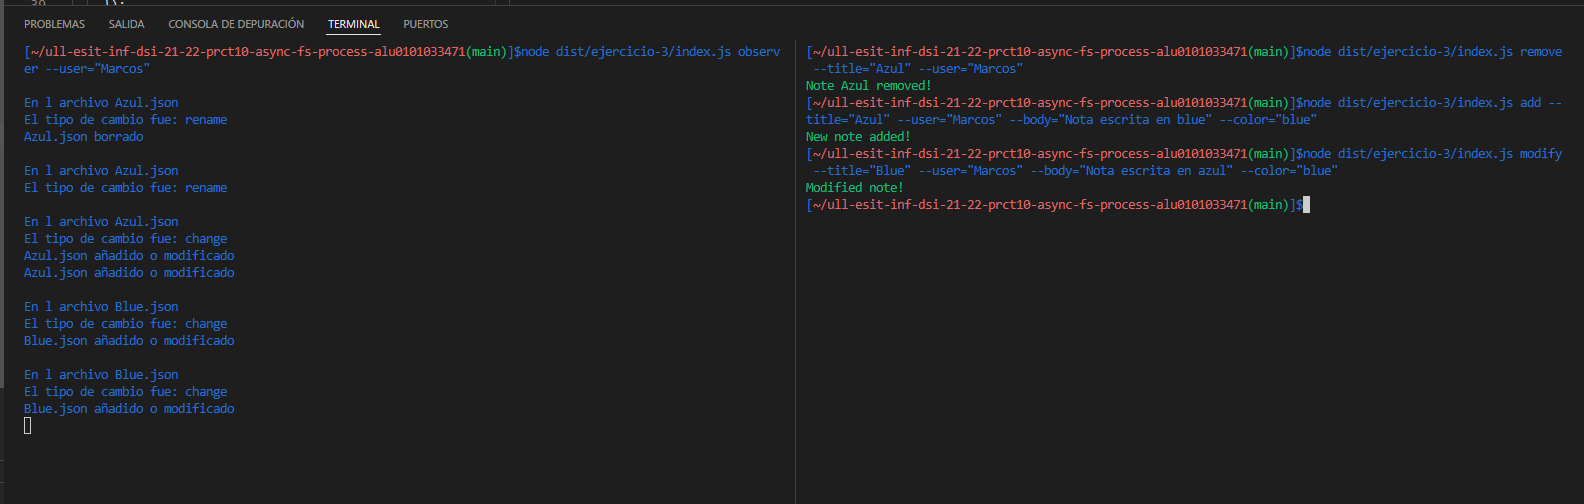 39 });
PROBLEMAS SALIDA CONSOLA DE DEPURACIÓN TERMINAL PUERTOS
[~/ull-esit-inf-dsi-21-22-prct10-async-fs-process-alu0101033471(main)]$node dist/ejercicio-3/index.js observ
er --user="Marcos"
En l archivo Azul.json
El tipo de cambio fue: rename
Azul.json borrado
En l archivo Azul.json
El tipo de cambio fue: rename
En l archivo Azul.json
El tipo de cambio fue: change
Azul.json añadido o modificado
Azul.json añadido o modificado
En l archivo Blue.json
El tipo de cambio fue: change
Blue.json añadido o modificado
En l archivo Blue.json
El tipo de cambio fue: change
Blue.json añadido o modificado
[~/ull-esit-inf-dsi-21-22-prct10-async-fs-process-alu0101033471(main)]$node dist/ejercicio-3/index.js remove
--title="Azul" --user="Marcos"
Note Azul removed!
[~/ull-esit-inf-dsi-21-22-prct10-async-fs-process-alu0101033471(main)]$node dist/ejercicio-3/index.js add --
title="Azul" --user="Marcos" --body="Nota escrita en blue" --color="blue"
New note added!
[~/ull-esit-inf-dsi-21-22-prct10-async-fs-process-alu0101033471(main)]$node dist/ejercicio-3/index.js modify
--title="Blue" --user="Marcos" --body="Nota escrita en azul" --color="blue"
Modified note!
[~/ull-esit-inf-dsi-21-22-prct10-async-fs-process-alu0101033471(main)]$